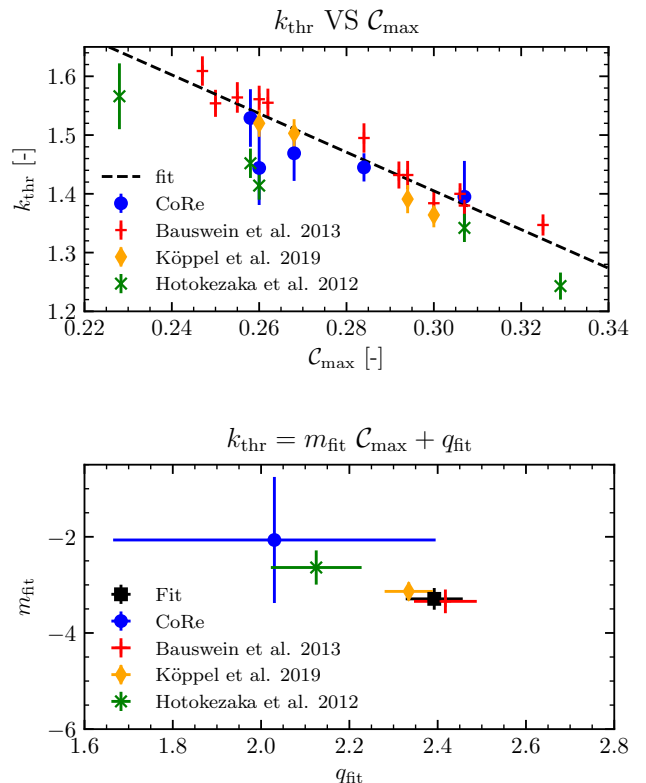 k_thr VS C_max
1.6
1.5
1.4
1.3
1.2
k_thr [-]
fit
CoRe
Bauswein et al. 2013
Köppel et al. 2019
Hotokezaka et al. 2012
0.22 0.24 0.26 0.28 0.30 0.32 0.34
C_max [-]
k_thr = m_fit C_max + q_fit
−2
−4
−6
m_fit
Fit
CoRe
Bauswein et al. 2013
Köppel et al. 2019
Hotokezaka et al. 2012
1.6 1.8 2.0 2.2 2.4 2.6 2.8
q_fit